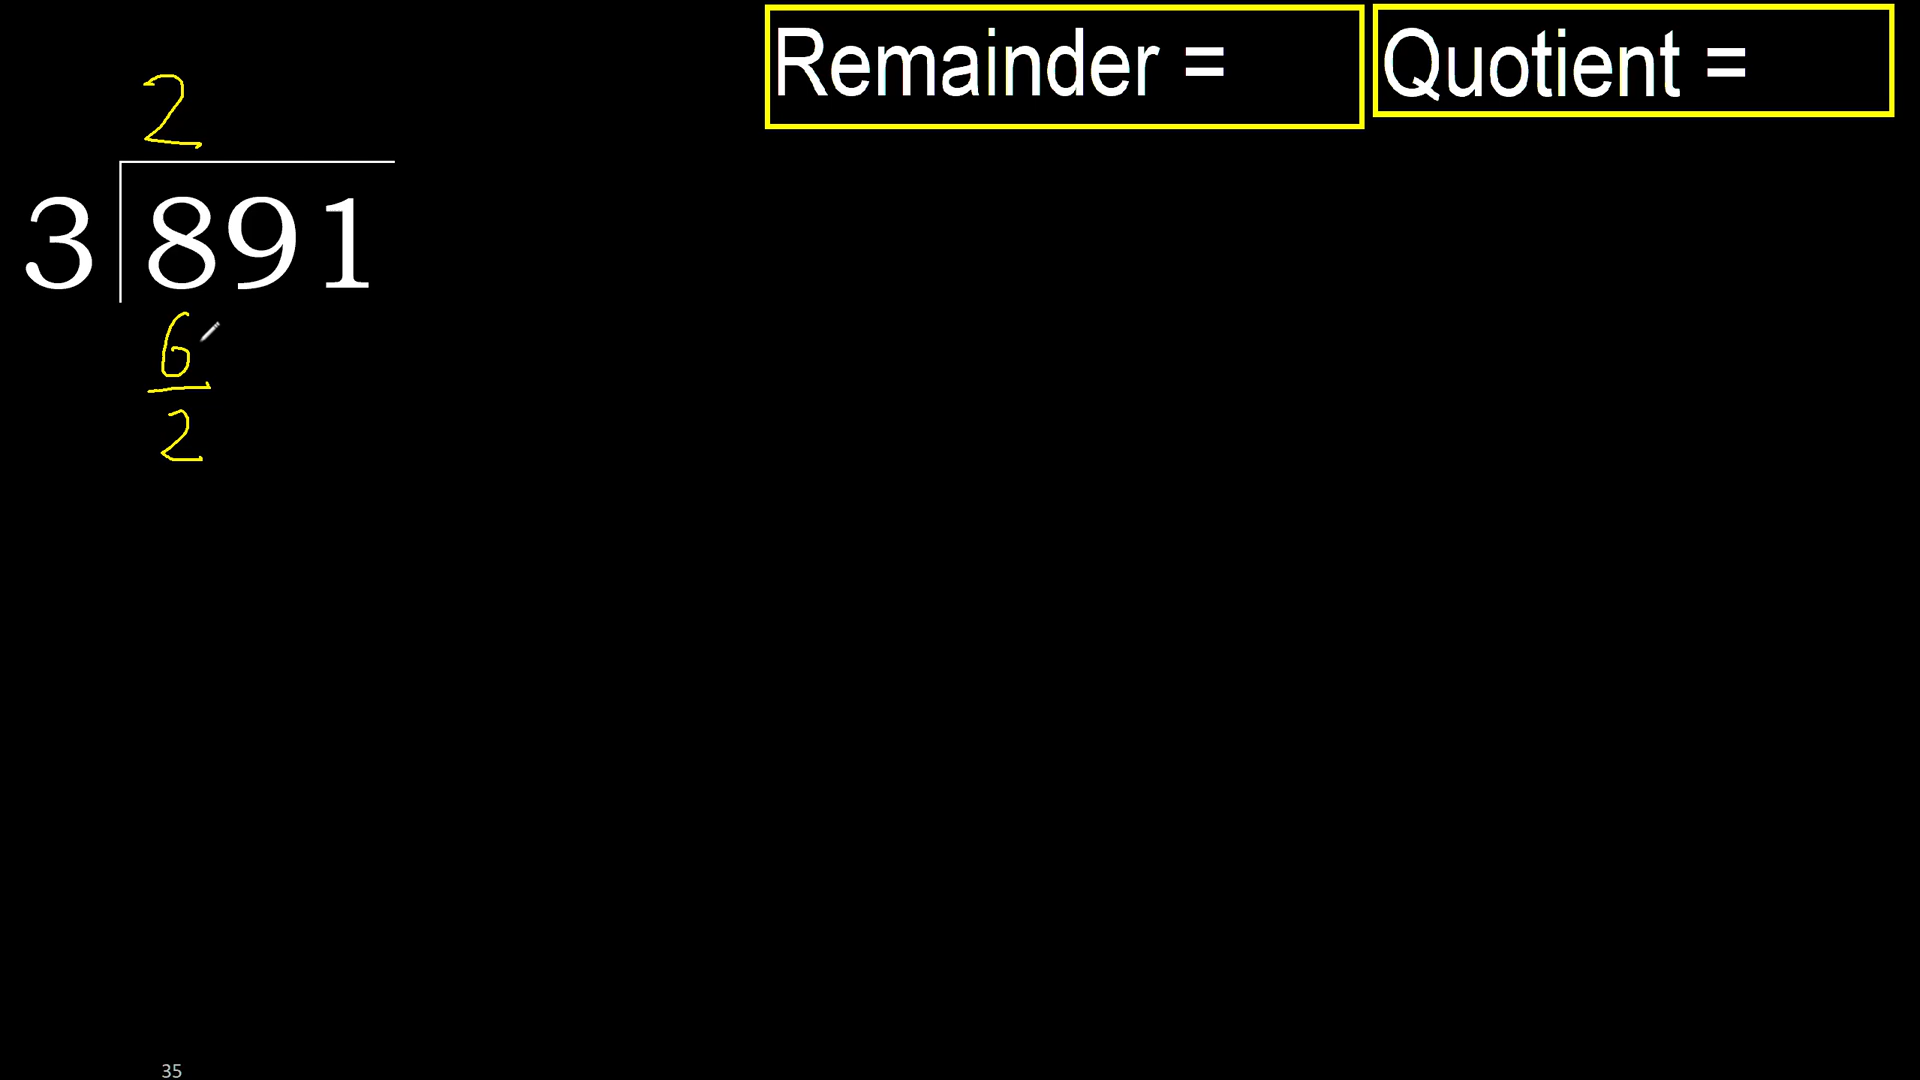 Remainder =
Quotient =
2
3 891
6
2
35